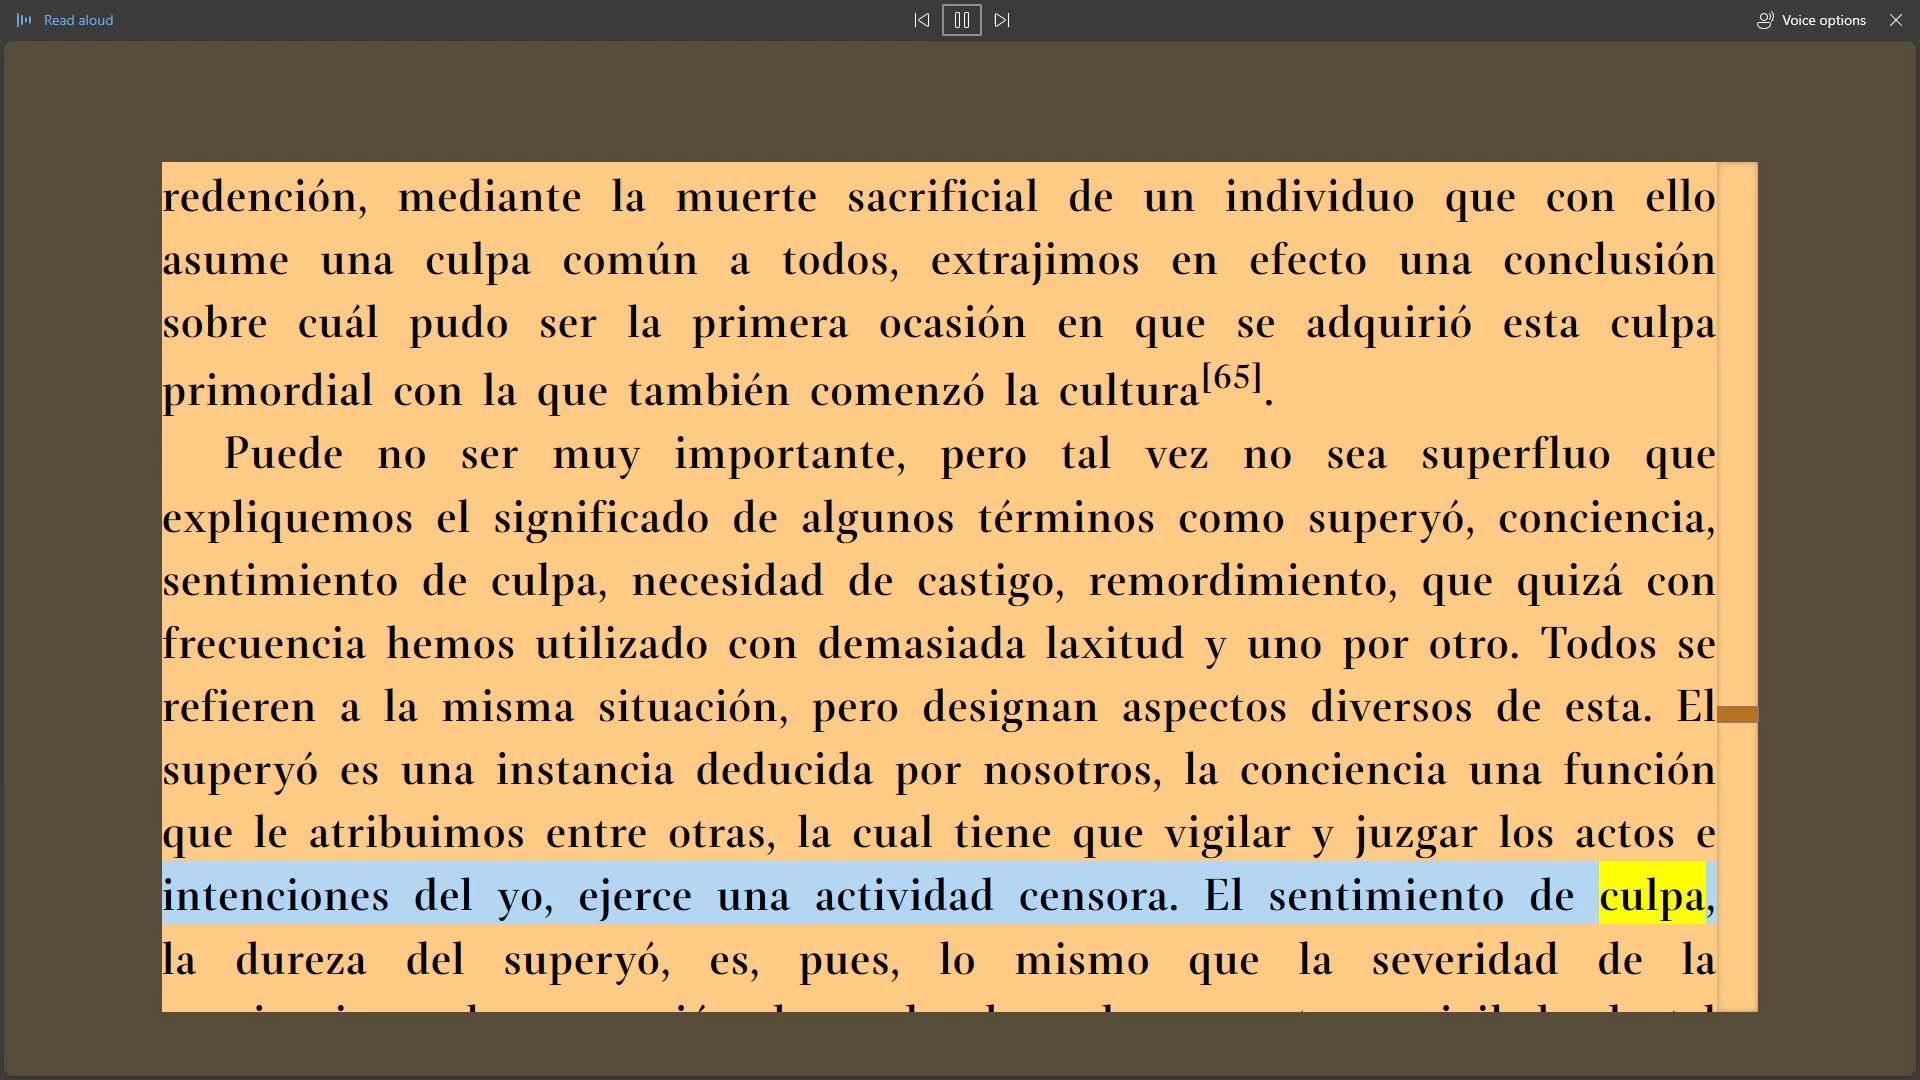 Read aloud
Voice options
redención, mediante la muerte sacrificial de un individuo que con ello
asume una culpa común a todos, extrajimos en efecto una conclusión
sobre cuál pudo ser la primera ocasión en que se adquirió esta culpa
primordial con la que también comenzó la cultura[65].
Puede no ser muy importante, pero tal vez no sea superfluo que
expliquemos el significado de algunos términos como superyó, conciencia,
sentimiento de culpa, necesidad de castigo, remordimiento, que quizá con
frecuencia hemos utilizado con demasiada laxitud y uno por otro. Todos se
refieren a la misma situación, pero designan aspectos diversos de esta. El
superyó es una instancia deducida por nosotros, la conciencia una función
que le atribuimos entre otras, la cual tiene que vigilar y juzgar los actos e
intenciones del yo, ejerce una actividad censora. El sentimiento de culpa,
la dureza del superyó, es, pues, lo mismo que la severidad de la